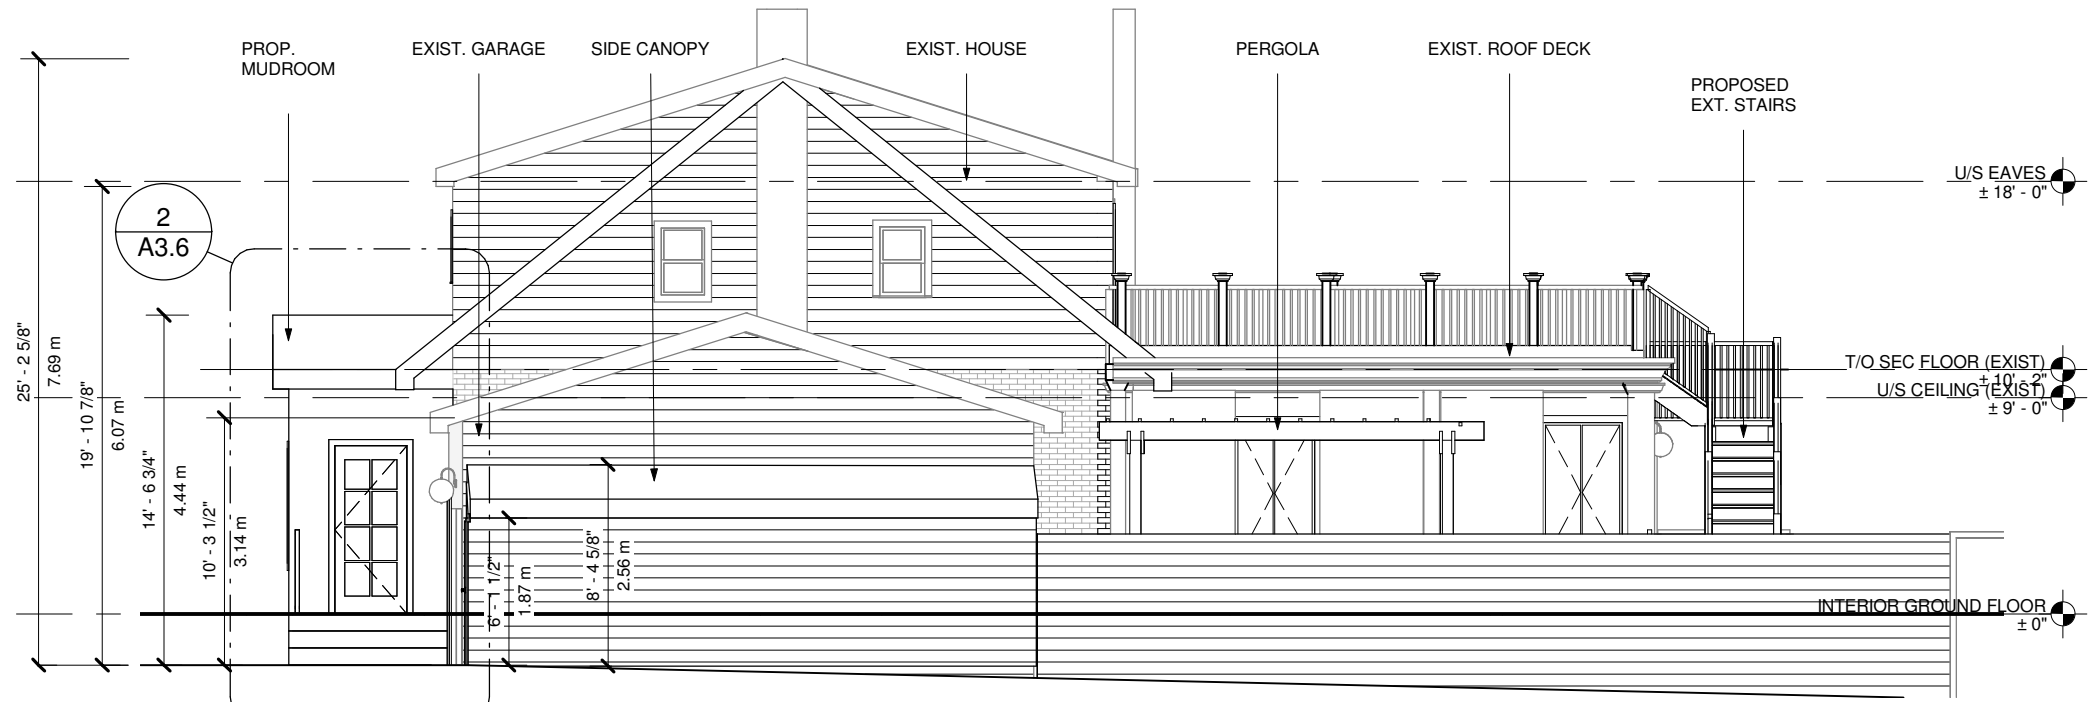 PROP.
MUDROOM
EXIST. GARAGE
SIDE CANOPY
EXIST. HOUSE
PERGOLA
EXIST. ROOF DECK
PROPOSED
EXT. STAIRS
2
A3.6
25' - 2 5/8"
7.69 m
19' - 10 7/8"
6.07 m
14' - 6 3/4"
4.44 m
10' - 3 1/2"
3.14 m
6' - 1 1/2"
1.87 m
8' - 4 5/8"
2.56 m
U/S EAVES
± 18' - 0"
T/O SEC FLOOR (EXIST)
± 10' - 2"
U/S CEILING (EXIST)
± 9' - 0"
INTERIOR GROUND FLOOR
± 0"